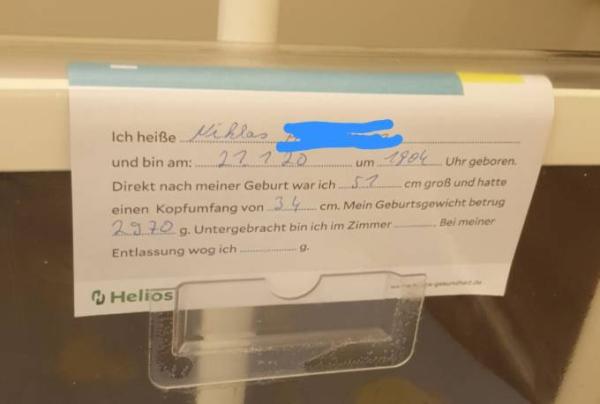 Ich heiße Niklas
und bin am: 21.1.20 um 1804 Uhr geboren.
Direkt nach meiner Geburt war ich 51 cm groß und hatte
einen Kopfumfang von 34 cm. Mein Geburtsgewicht betrug
2970 g. Untergebracht bin ich im Zimmer ............ Bei meiner
Entlassung wog ich ............ g.
Helios